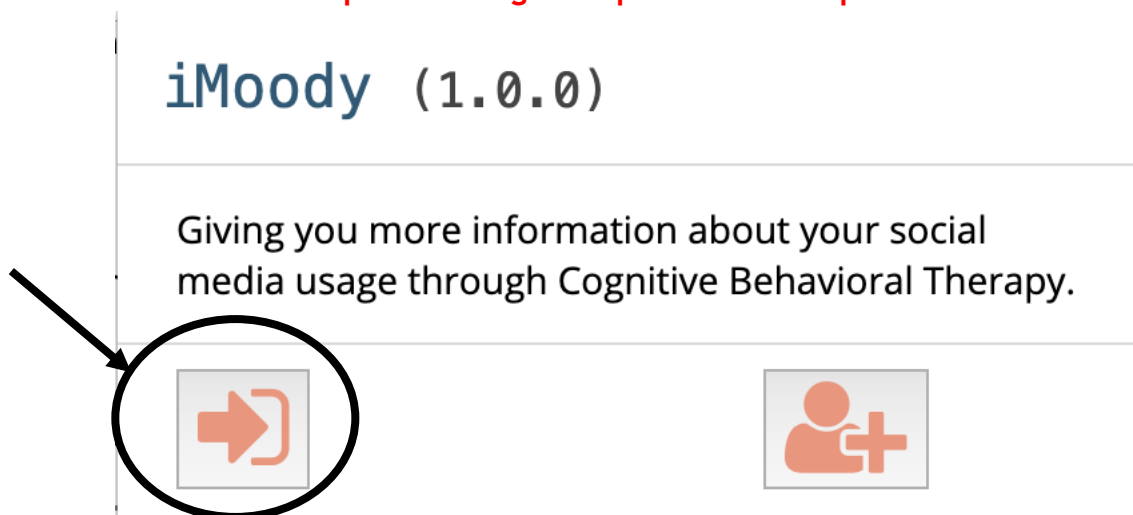 iMoody (1.0.0)
Giving you more information about your social
media usage through Cognitive Behavioral Therapy.